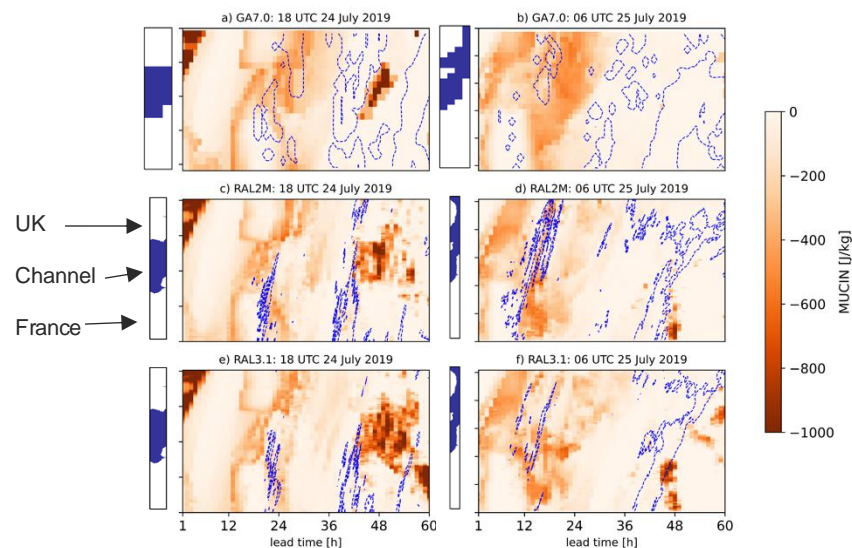 a) GA7.0: 18 UTC 24 July 2019
b) GA7.0: 06 UTC 25 July 2019
c) RAL2M: 18 UTC 24 July 2019
d) RAL2M: 06 UTC 25 July 2019
UK
Channel
France
e) RAL3.1: 18 UTC 24 July 2019
f) RAL3.1: 06 UTC 25 July 2019
1 12 24 36 48 60
1 12 24 36 48 60
lead time [h]
lead time [h]
0
−200
−400
−600
−800
−1000
MUCIN [J/kg]